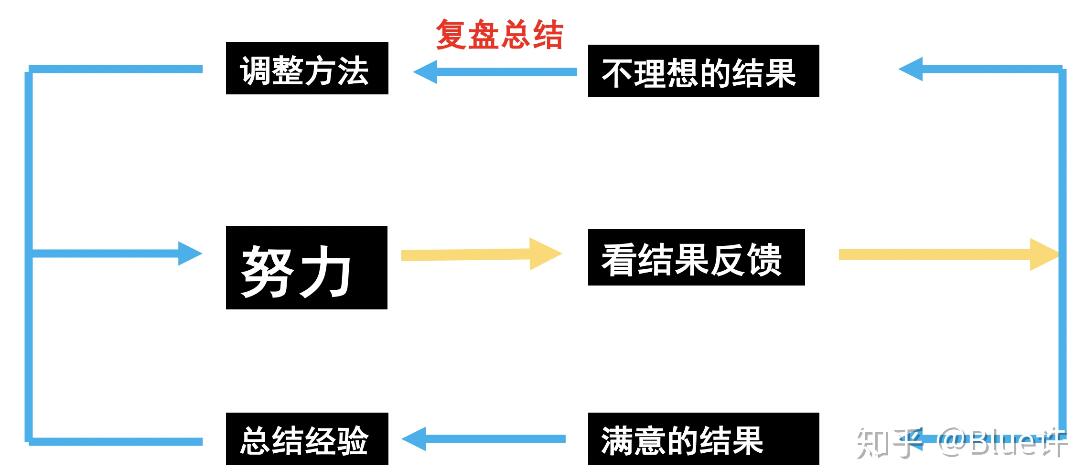 复盘总结
调整方法
不理想的结果
努力
看结果反馈
总结经验
满意的结果
知乎 @Blue许